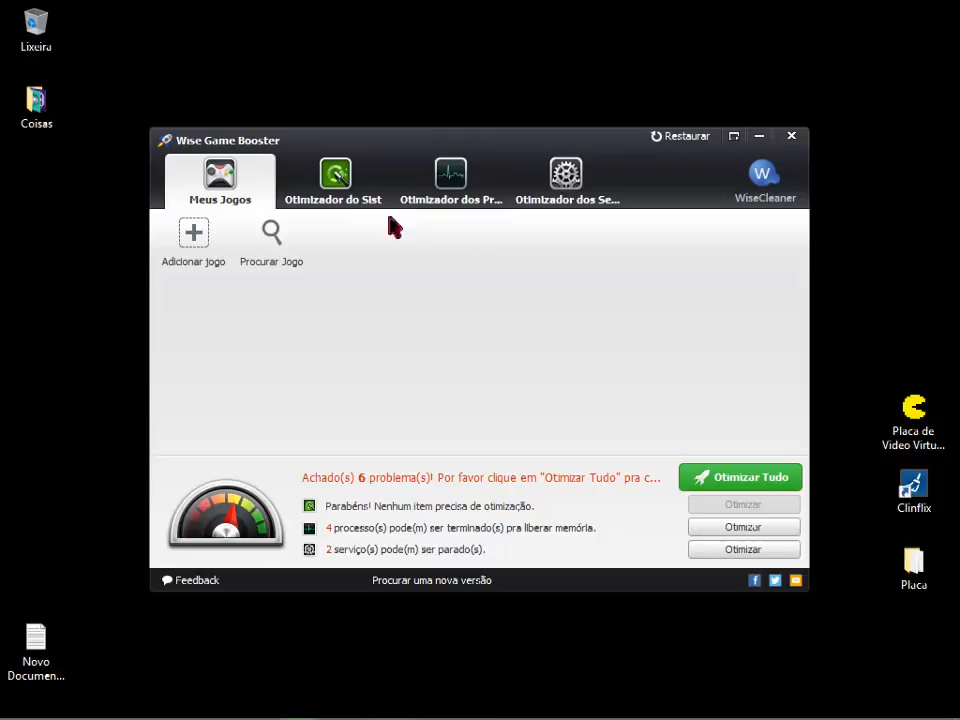 Lixeira
Coisas
Wise Game Booster
Restaurar
Meus Jogos
Otimizador do Sist
Otimizador dos Pr...
Otimizador dos Se...
W
WiseCleaner
Adicionar jogo
Procurar Jogo
Achado(s) 6 problema(s)! Por favor clique em "Otimizar Tudo" pra c...
Otimizar Tudo
Parabéns! Nenhum item precisa de otimização.
Otimizar
4 processo(s) pode(m) ser terminado(s) pra liberar memória.
Otimizar
2 serviço(s) pode(m) ser parado(s).
Otimizar
Feedback
Procurar uma nova versão
Placa de
Video Virtu...
Clinflix
Placa
Novo
Documen...